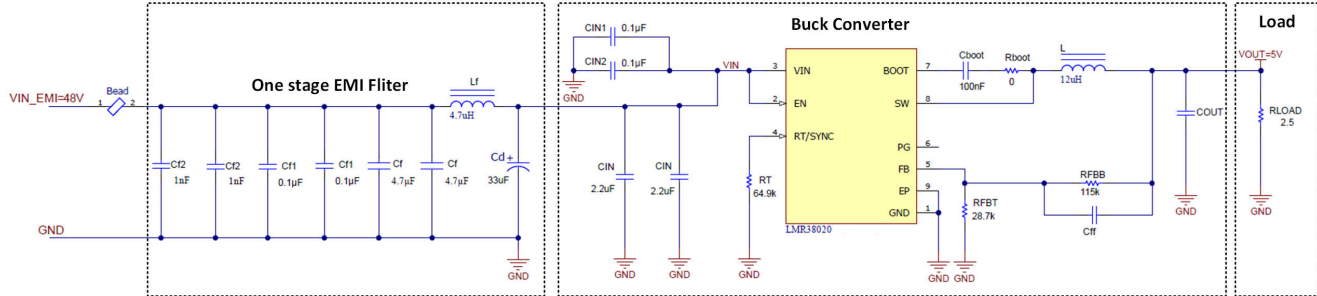 Buck Converter
Load
One stage EMI Fliter
VIN_EMI=48V
1
Bead
2
Lf
4.7uH
Cf2
1nF
Cf2
1nF
Cf1
0.1µF
Cf1
0.1µF
Cf
4.7µF
Cf
4.7µF
Cd +
33uF
GND
GND
CIN1 0.1µF
CIN2 0.1µF
GND
VIN
CIN
2.2uF
CIN
2.2uF
GND
GND
RT
64.9k
GND
3 VIN
2 EN
4 RT/SYNC
BOOT 7
SW 8
PG 6
FB 5
EP 9
GND 1
LMR38020
Cboot
100nF
Rboot
0
L
12uH
RFBT
28.7k
GND
GND
RFBB
115k
Cff
COUT
GND
VOUT=5V
RLOAD
2.5
GND